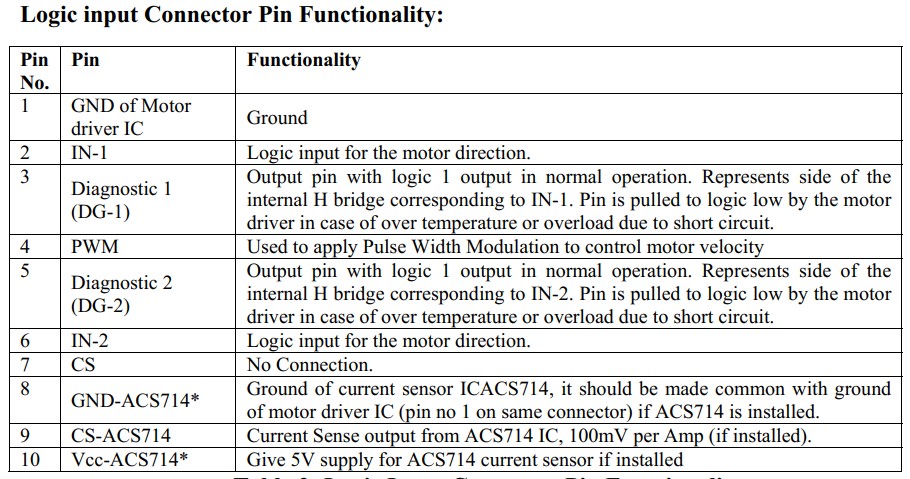 Logic input Connector Pin Functionality:
Pin No.
Pin
Functionality
1
GND of Motor
driver IC
Ground
2
IN-1
Logic input for the motor direction.
3
Diagnostic 1
(DG-1)
Output pin with logic 1 output in normal operation. Represents side of the
internal H bridge corresponding to IN-1. Pin is pulled to logic low by the motor
driver in case of over temperature or overload due to short circuit.
4
PWM
Used to apply Pulse Width Modulation to control motor velocity
5
Diagnostic 2
(DG-2)
Output pin with logic 1 output in normal operation. Represents side of the
internal H bridge corresponding to IN-2. Pin is pulled to logic low by the motor
driver in case of over temperature or overload due to short circuit.
6
IN-2
Logic input for the motor direction.
7
CS
No Connection.
8
GND-ACS714*
Ground of current sensor ICACS714, it should be made common with ground
of motor driver IC (pin no 1 on same connector) if ACS714 is installed.
9
CS-ACS714
Current Sense output from ACS714 IC, 100mV per Amp (if installed).
10
Vcc-ACS714*
Give 5V supply for ACS714 current sensor if installed